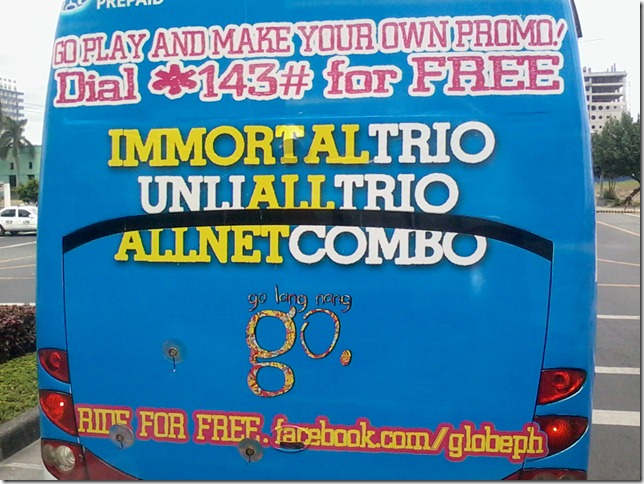 PREPAID
GO PLAY AND MAKE YOUR OWN PROMO!
Dial *143# for FREE
IMMORTALTRIO
UNLIALLTRIO
ALLNETCOMBO
go lang nang
go.
RIDE FOR FREE. facebook.com/globeph